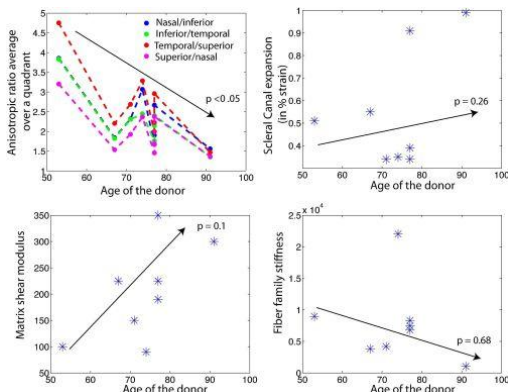 Anisotropic ratio average
over a quadrant
5
4.5
4
3.5
3
2.5
2
1.5
1
Nasal/inferior
Inferior/temporal
Temporal/superior
Superior/nasal
p <0.05
50 60 70 80 90 100
Age of the donor
Scleral Canal expansion
(in % strain)
1
0.9
0.8
0.7
0.6
0.5
0.4
p = 0.26
50 60 70 80 90 100
Age of the donor
Matrix shear modulus
350
300
250
200
150
100
50
p = 0.1
50 60 70 80 90 100
Age of the donor
Fiber family stiffness
x 10⁴
2.5
2
1.5
1
0.5
0
p = 0.68
50 60 70 80 90 100
Age of the donor